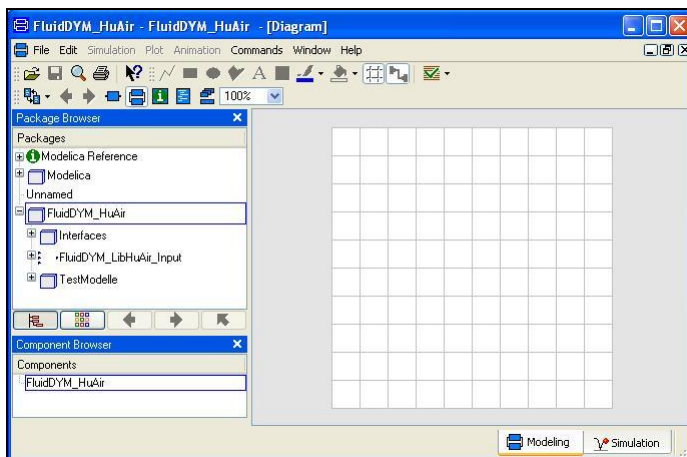 FluidDYM_HuAir - FluidDYM_HuAir - [Diagram]
File Edit Simulation Plot Animation Commands Window Help
A
100%
Package Browser
Packages
Modelica Reference
Modelica
Unnamed
FluidDYM_HuAir
Interfaces
FluidDYM_LibHuAir_Input
TestModelle
Component Browser
Components
FluidDYM_HuAir
Modeling Simulation